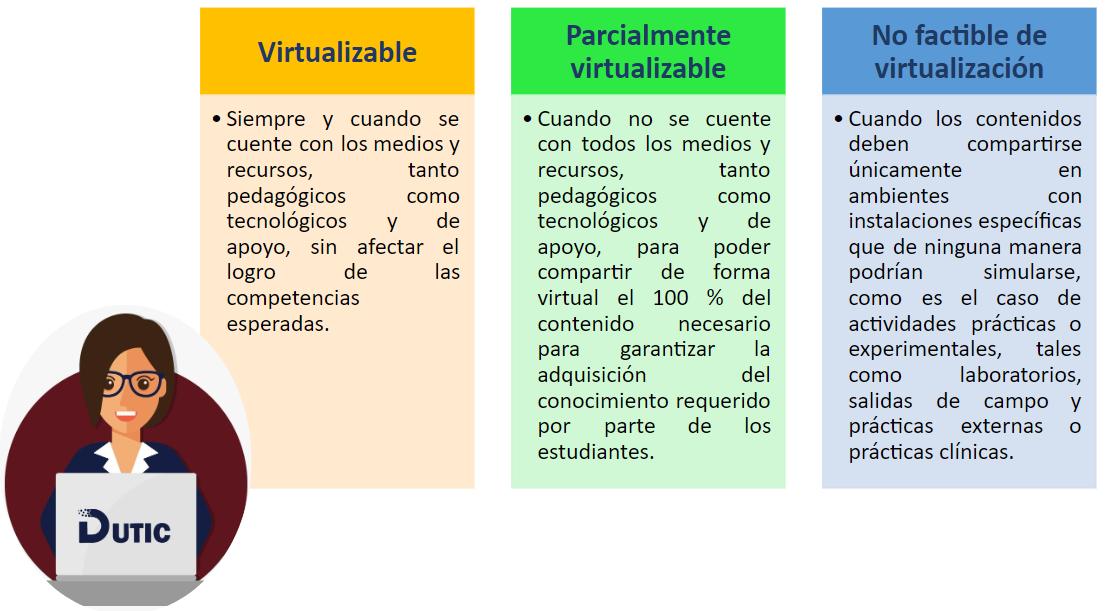 Virtualizable
Siempre y cuando se
cuente con los medios y
recursos, tanto
pedagógicos como
tecnológicos y de
apoyo, sin afectar el
logro de las
competencias
esperadas.
Parcialmente
virtualizable
Cuando no se cuente
con todos los medios y
recursos, tanto
pedagógicos como
tecnológicos y de
apoyo, para poder
compartir de forma
virtual el 100 % del
contenido necesario
para garantizar la
adquisición del
conocimiento requerido
por parte de los
estudiantes.
No factible de
virtualización
Cuando los contenidos
deben compartirse
únicamente en
ambientes con
instalaciones específicas
que de ninguna manera
podrían simularse,
como es el caso de
actividades prácticas o
experimentales, tales
como laboratorios,
salidas de campo y
prácticas externas o
prácticas clínicas.
DUTIC